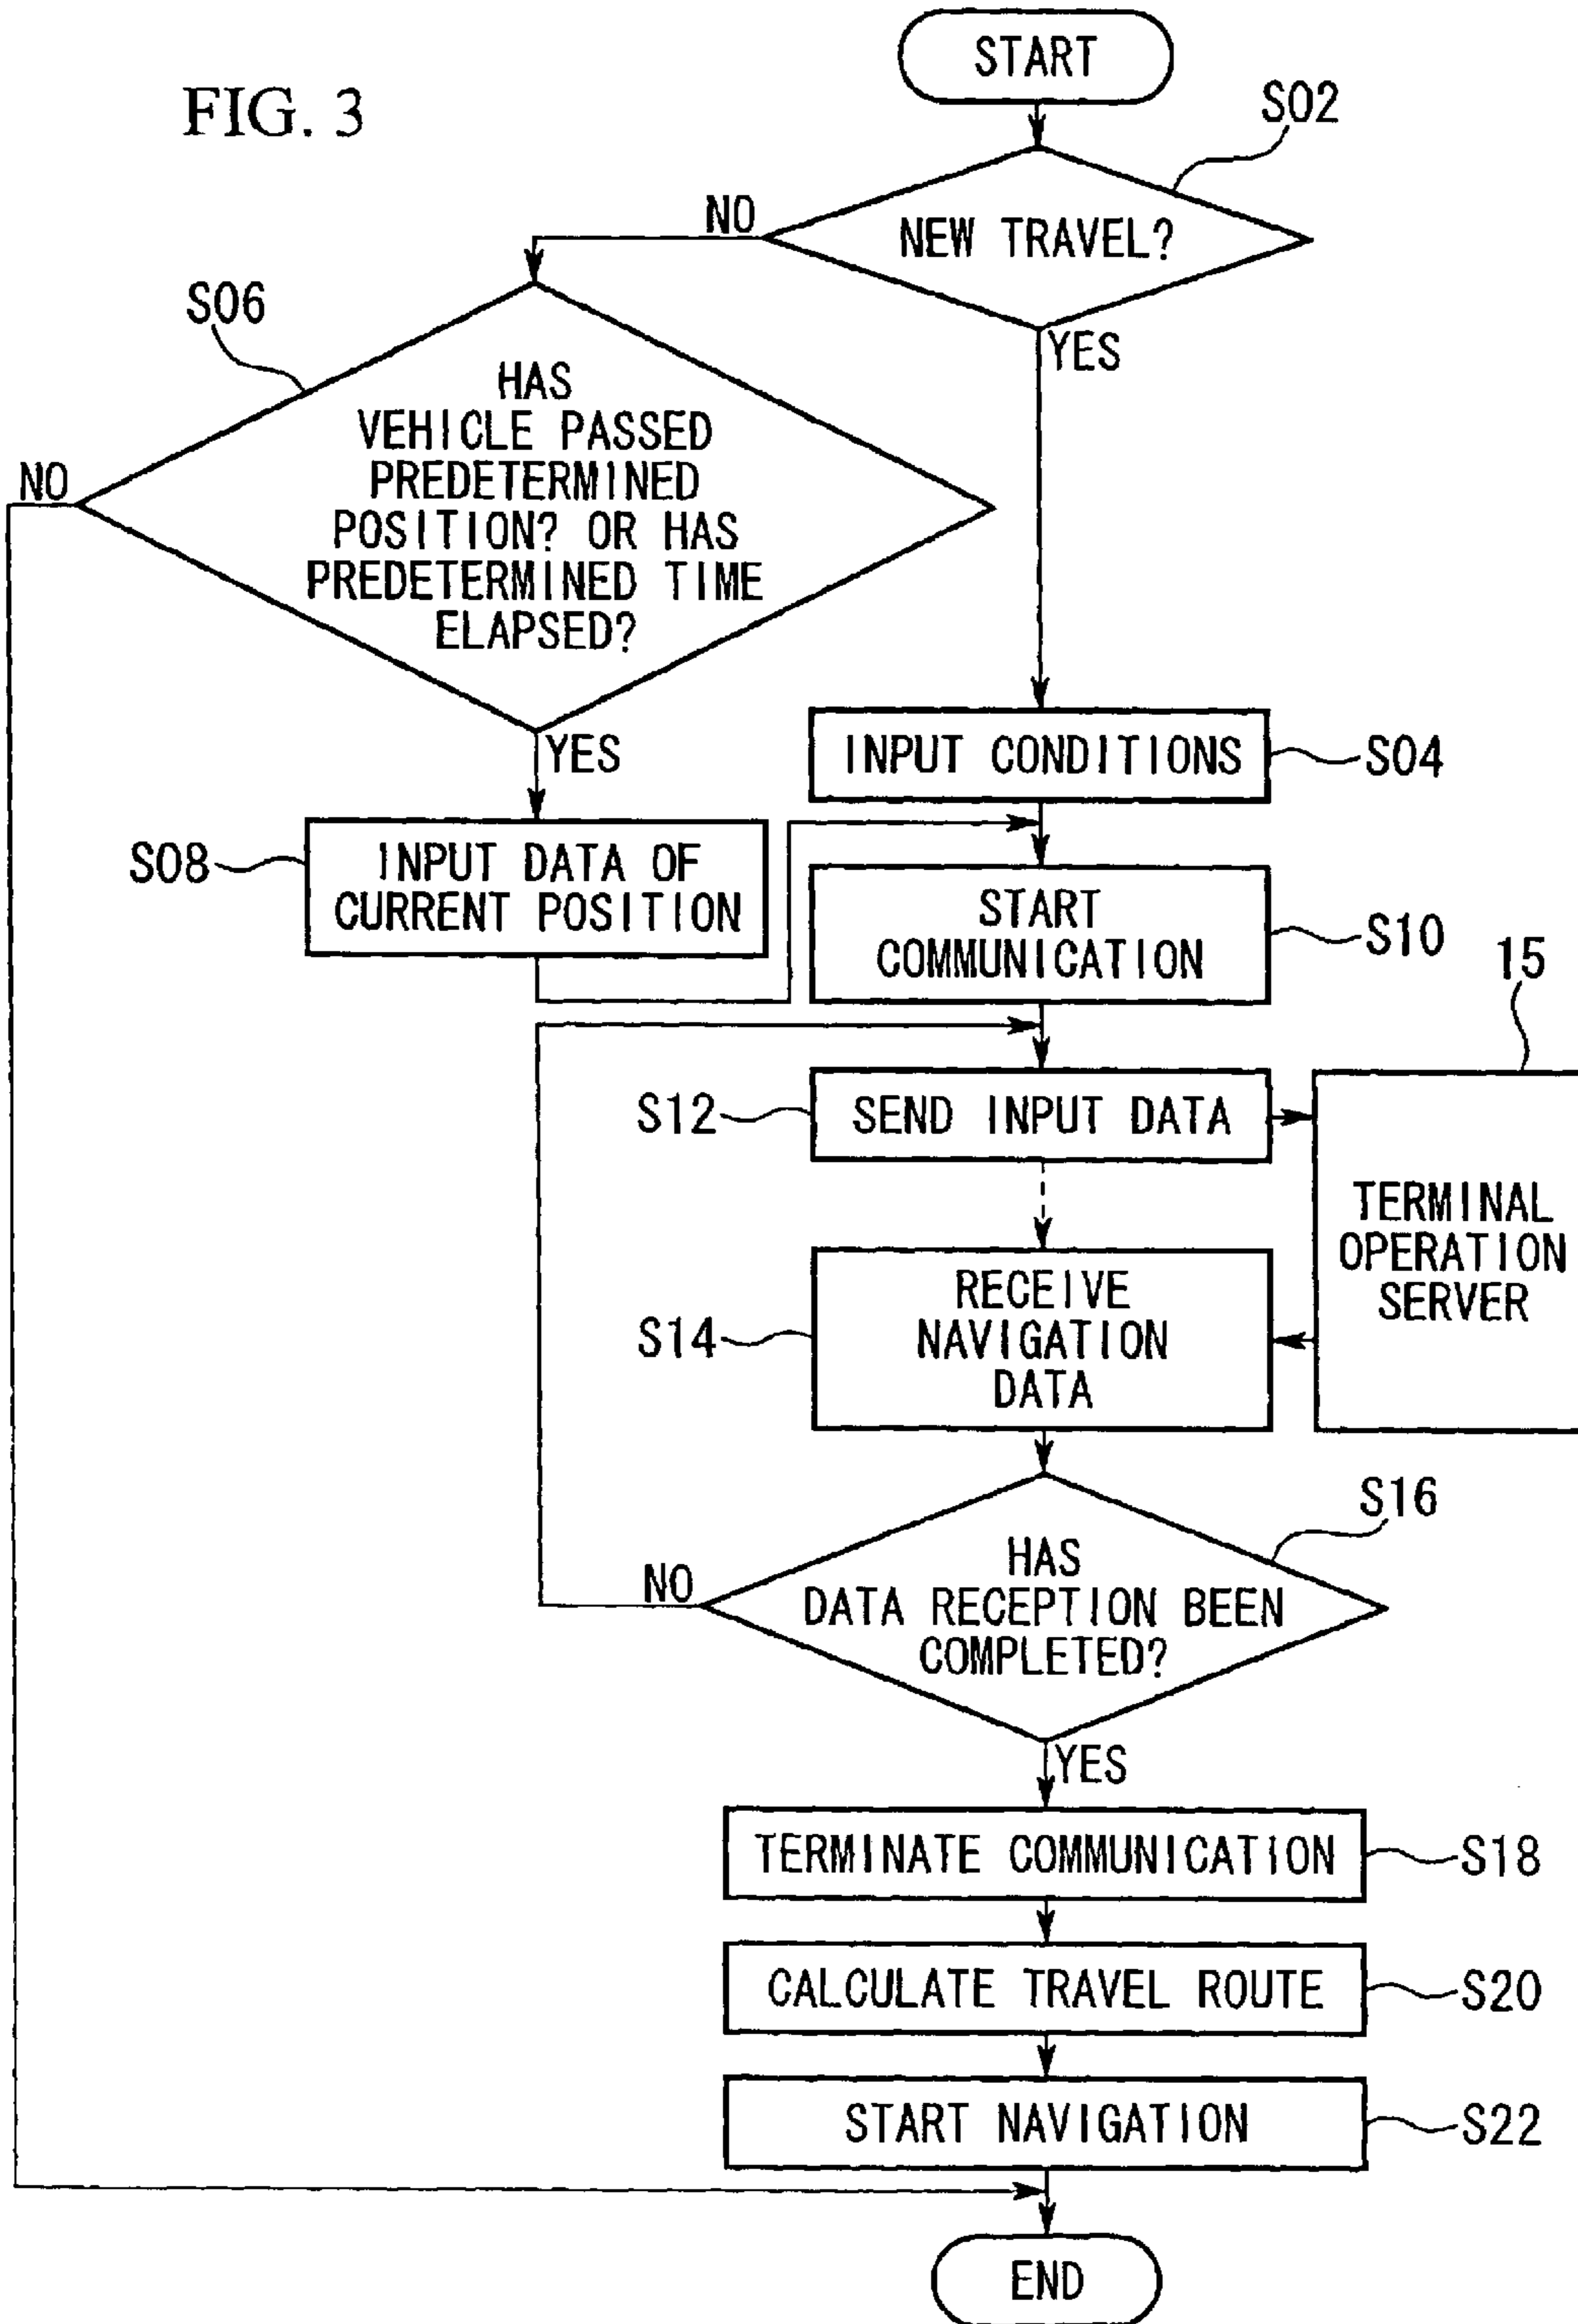 FIG. 3
START
S02
NEW TRAVEL?
NO
YES
S06
HAS
VEHICLE PASSED
PREDETERMINED
POSITION? OR HAS
PREDETERMINED TIME
ELAPSED?
NO
YES
INPUT CONDITIONS
S04
S08
INPUT DATA OF
CURRENT POSITION
START
COMMUNICATION
S10
15
S12
SEND INPUT DATA
TERMINAL
OPERATION
SERVER
S14
RECEIVE
NAVIGATION
DATA
S16
HAS
DATA RECEPTION BEEN
COMPLETED?
NO
YES
TERMINATE COMMUNICATION
S18
CALCULATE TRAVEL ROUTE
S20
START NAVIGATION
S22
END